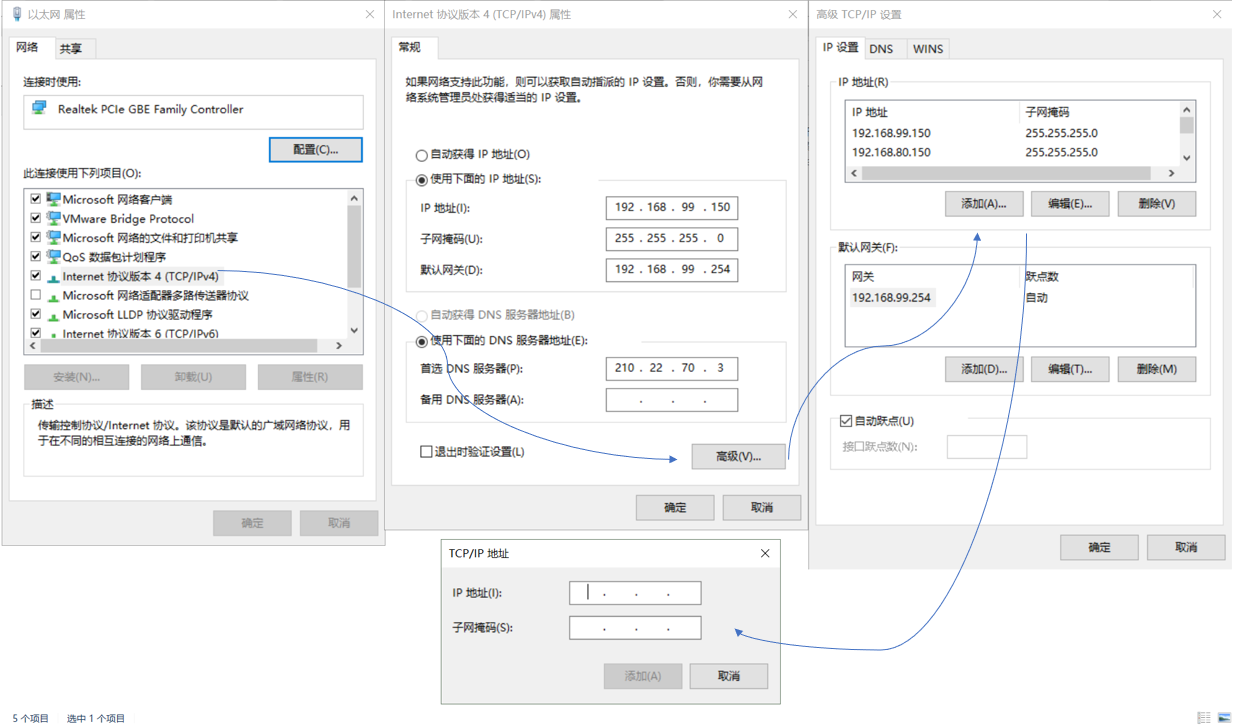 以太网 属性
网络
共享
连接时使用:
Realtek PCIe GBE Family Controller
配置(C)...
此连接使用下列项目(O):
Microsoft 网络客户端
VMware Bridge Protocol
Microsoft 网络的文件和打印机共享
QoS 数据包计划程序
Internet 协议版本 4 (TCP/IPv4)
Microsoft 网络适配器多路传送器协议
Microsoft LLDP 协议驱动程序
Internet 协议版本 6 (TCP/IPv6)
安装(N)...
卸载(U)
属性(R)
描述
传输控制协议/Internet 协议。该协议是默认的广域网络协议，用
于在不同的相互连接的网络上通信。
确定
取消
Internet 协议版本 4 (TCP/IPv4) 属性
常规
如果网络支持此功能，则可以获取自动指派的 IP 设置。否则，你需要从网
络系统管理员处获得适当的 IP 设置。
自动获得 IP 地址(O)
使用下面的 IP 地址(S):
IP 地址(I):
192 . 168 . 99 . 150
子网掩码(U):
255 . 255 . 255 . 0
默认网关(D):
192 . 168 . 99 . 254
自动获得 DNS 服务器地址(B)
使用下面的 DNS 服务器地址(E):
首选 DNS 服务器(P):
210 . 22 . 70 . 3
备用 DNS 服务器(A):
. . .
退出时验证设置(L)
高级(V)...
确定
取消
高级 TCP/IP 设置
IP 设置
DNS
WINS
IP 地址(R)
IP 地址
子网掩码
192.168.99.150
255.255.255.0
192.168.80.150
255.255.255.0
添加(A)...
编辑(E)...
删除(V)
默认网关(F):
网关
跃点数
192.168.99.254
自动
添加(D)...
编辑(T)...
删除(M)
自动跃点(U)
接口跃点数(N):
确定
取消
TCP/IP 地址
IP 地址(I):
. . .
子网掩码(S):
. . .
添加(A)
取消
5 个项目
选中 1 个项目